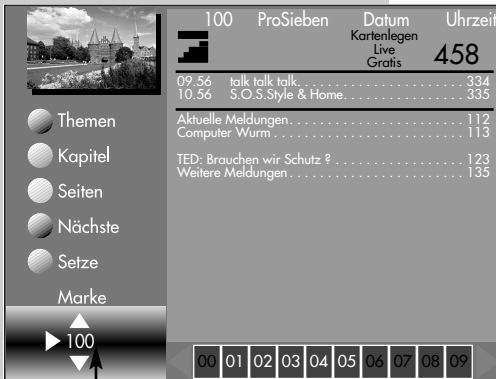 100 ProSieben Datum Uhrzeit
Kartenlegen
Live
Gratis
458
09.56 talk talk talk. . . . . . . . . . . . . . . . . . . . . . . . . . . 334
10.56 S.O.S.Style & Home. . . . . . . . . . . . . . . . . . . . 335
Aktuelle Meldungen. . . . . . . . . . . . . . . . . . . . . . . . . . 112
Computer Wurm . . . . . . . . . . . . . . . . . . . . . . . . . . . . 113
TED: Brauchen wir Schutz ? . . . . . . . . . . . . . . . . . . . 123
Weitere Meldungen. . . . . . . . . . . . . . . . . . . . . . . . . . 135
Themen
Kapitel
Seiten
Nächste
Setze
Marke
100
00 01 02 03 04 05 06 07 08 09